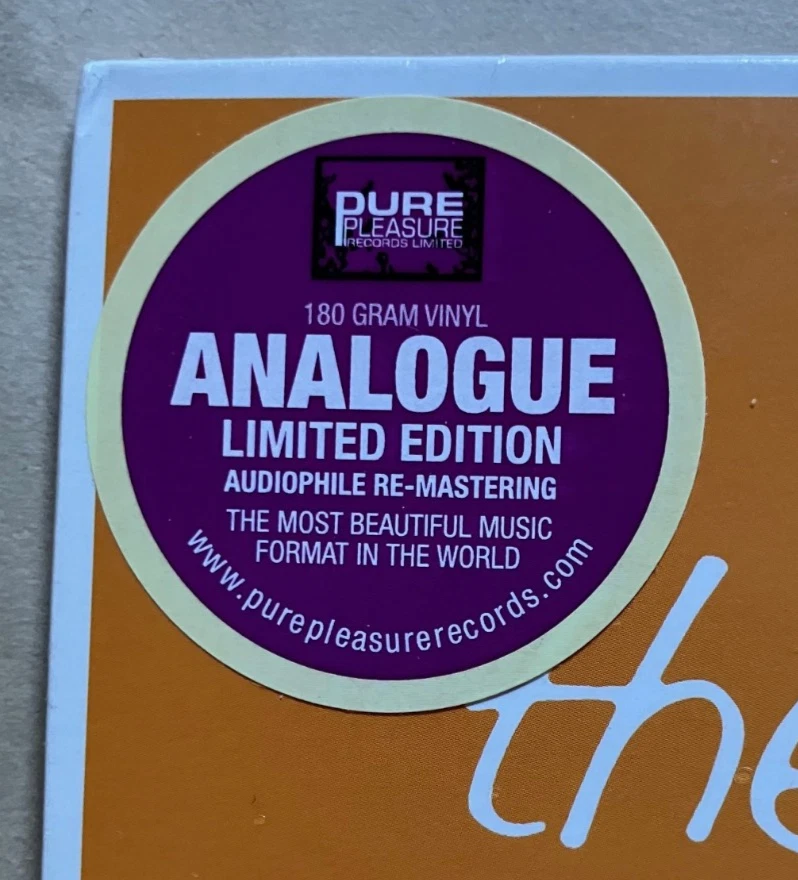 PURE
PLEASURE
RECORDS LIMITED
180 GRAM VINYL
ANALOGUE
LIMITED EDITION
AUDIOPHILE RE-MASTERING
THE MOST BEAUTIFUL MUSIC
FORMAT IN THE WORLD
www.purepleasurerecords.com
the